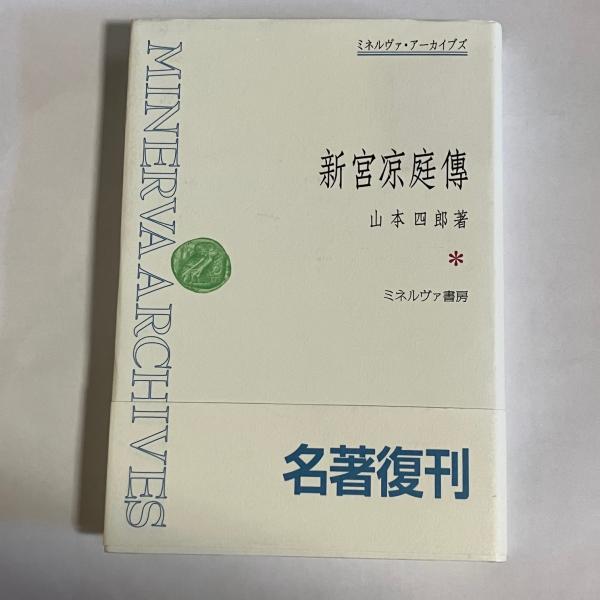 ミネルヴァ・アーカイブズ
新宮凉庭傳
山本四郎著
*
ミネルヴァ書房
MINERVA ARCHIVES
名著復刊